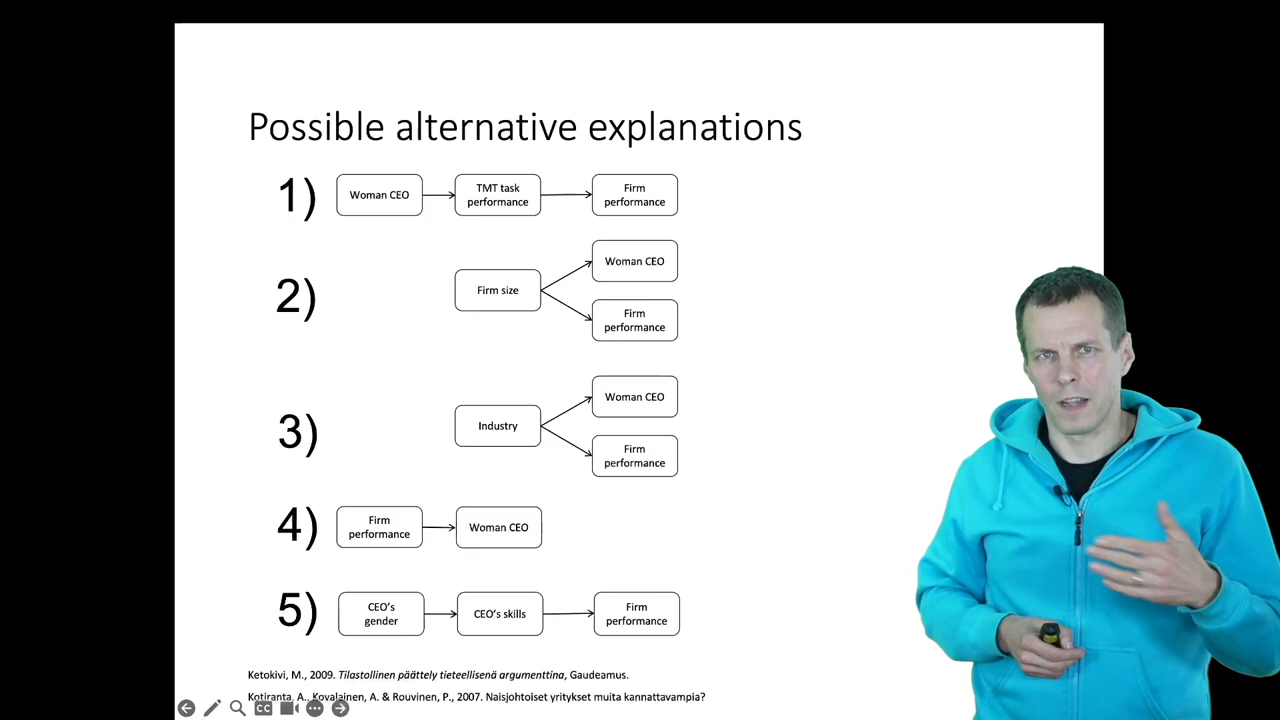 Possible alternative explanations
1)
Woman CEO
TMT task
performance
Firm
performance
2)
Firm size
Woman CEO
Firm
performance
3)
Industry
Woman CEO
Firm
performance
4)
Firm
performance
Woman CEO
5)
CEO's
gender
CEO's skills
Firm
performance
Ketokivi, M., 2009. Tilastollinen päättely tieteellisenä argumenttina, Gaudeamus.
Kotiranta, A., Kovalainen, A. & Rouvinen, P., 2007. Naisjohtoiset yritykset muita kannattavampia?
CC